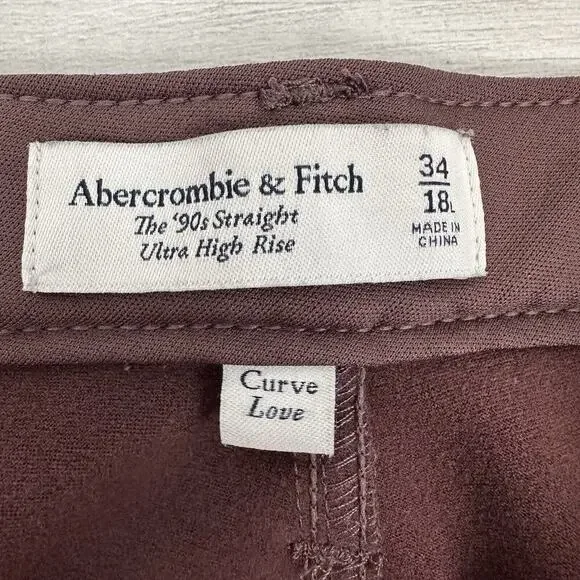 Abercrombie & Fitch
The '90s Straight
Ultra High Rise
34
18L
MADE IN
CHINA
Curve
Love